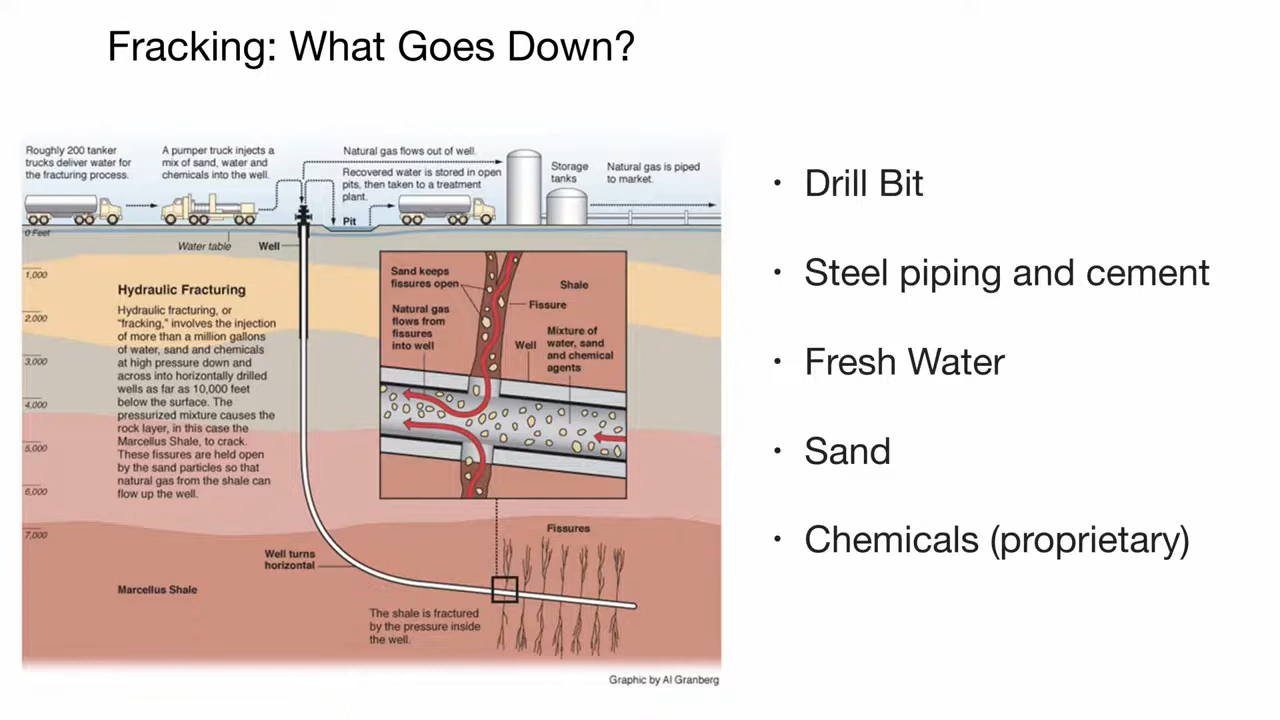 Fracking: What Goes Down?
Roughly 200 tanker
trucks deliver water for
the fracturing process.
A pumper truck injects a
mix of sand, water and
chemicals into the well.
Natural gas flows out of well.
Recovered water is stored in open
pits, then taken to a treatment
plant.
Storage
tanks
Natural gas is piped
to market.
Pit
0 Feet
Water table
Well
1,000
2,000
3,000
4,000
5,000
6,000
7,000
Hydraulic Fracturing
Hydraulic fracturing, or
“fracking,” involves the injection
of more than a million gallons
of water, sand and chemicals
at high pressure down and
across into horizontally drilled
wells as far as 10,000 feet
below the surface. The
pressurized mixture causes the
rock layer, in this case the
Marcellus Shale, to crack.
These fissures are held open
by the sand particles so that
natural gas from the shale can
flow up the well.
Sand keeps
fissures open
Shale
Fissure
Natural gas
flows from
fissures
into well
Well
Mixture of
water, sand
and chemical
agents
Fissures
Well turns
horizontal
Marcellus Shale
The shale is fractured
by the pressure inside
the well.
Graphic by Al Granberg
• Drill Bit
• Steel piping and cement
• Fresh Water
• Sand
• Chemicals (proprietary)